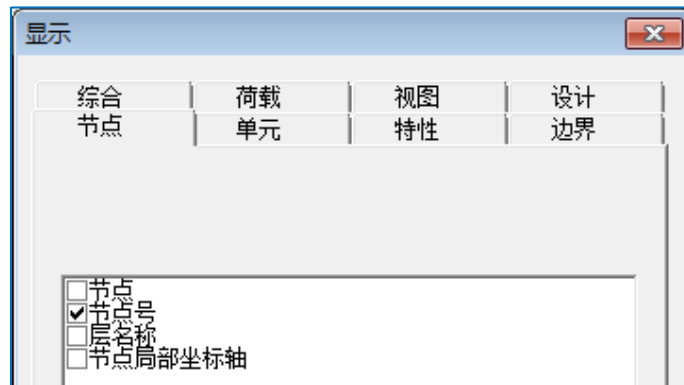 显示
综合 荷载 视图 设计
节点 单元 特性 边界
节点
节点号
层名称
节点局部坐标轴